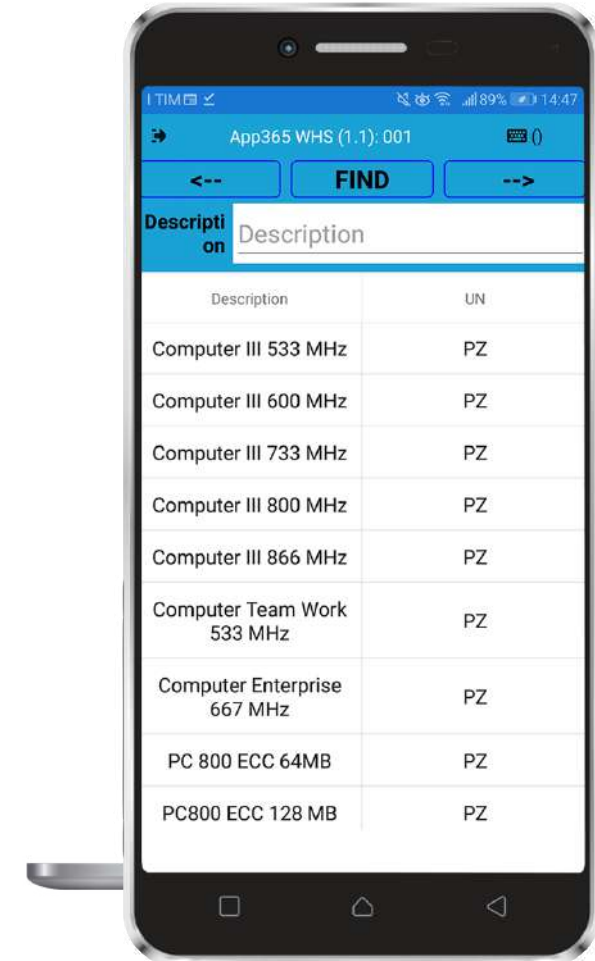 I TIM 89% 14:47
App365 WHS (1.1): 001 ()
<-- FIND -->
Descripti
on
Description
Description UN
Computer III 533 MHz PZ
Computer III 600 MHz PZ
Computer III 733 MHz PZ
Computer III 800 MHz PZ
Computer III 866 MHz PZ
Computer Team Work
533 MHz PZ
Computer Enterprise
667 MHz PZ
PC 800 ECC 64MB PZ
PC800 ECC 128 MB PZ